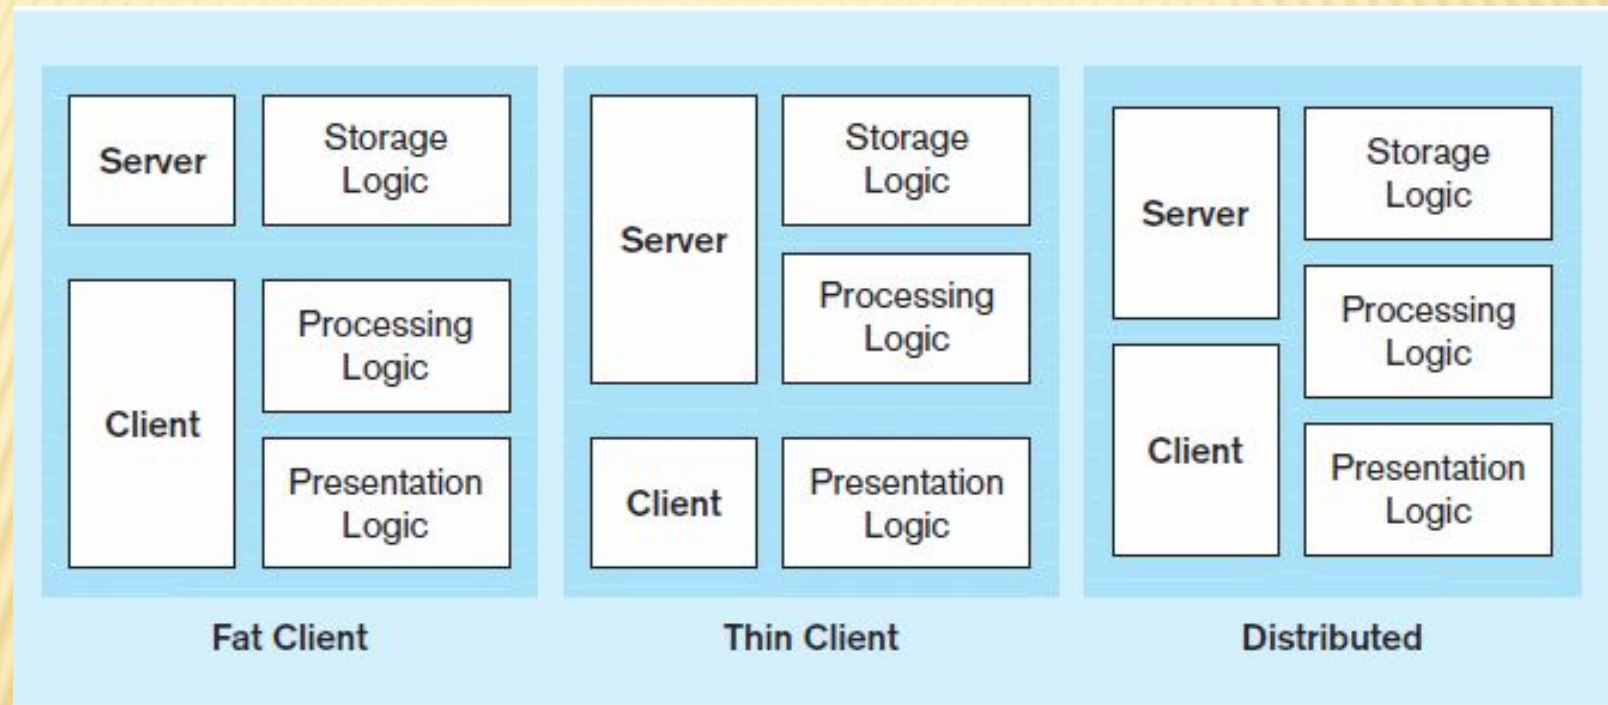 Server
Storage
Logic
Client
Processing
Logic
Presentation
Logic
Fat Client
Server
Storage
Logic
Processing
Logic
Client
Presentation
Logic
Thin Client
Server
Storage
Logic
Processing
Logic
Client
Presentation
Logic
Distributed